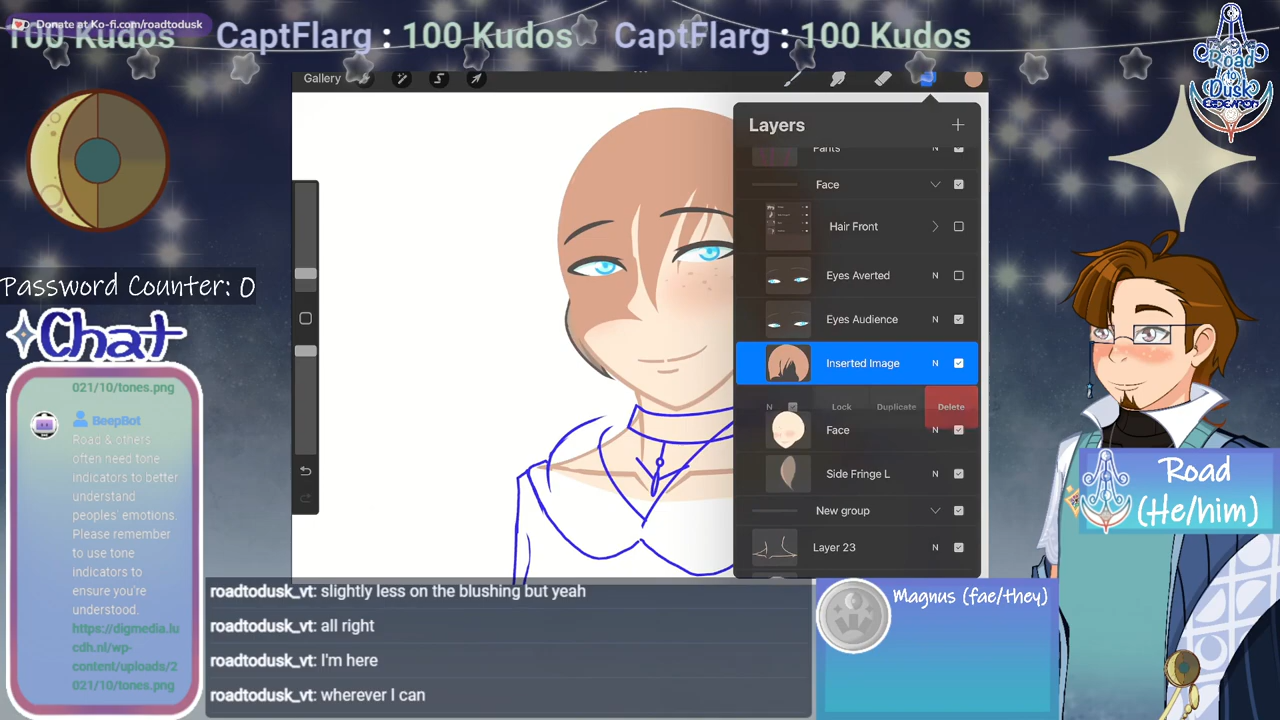 Donate at Ko-fi.com/roadtodusk
100 Kudos CaptFlarg : 100 Kudos CaptFlarg : 100 Kudos
Road
to
Dusk
Gallery
Layers
Pants N
Face
Hair Front
Eyes Averted N
Eyes Audience N
Inserted Image N
N Lock Duplicate Delete
Face N
Side Fringe L N
New group
Layer 23 N
Password Counter: 0
Chat
021/10/tones.png
BeepBot
Road & others
often need tone
indicators to better
understand
peoples' emotions.
Please remember
to use tone
indicators to
ensure you're
understood.
https://digmedia.lu
cdh.nl/wp-
content/uploads/2
021/10/tones.png
roadtodusk_vt: slightly less on the blushing but yeah
roadtodusk_vt: all right
roadtodusk_vt: I'm here
roadtodusk_vt: wherever I can
Magnus (fae/they)
Road
(He/him)